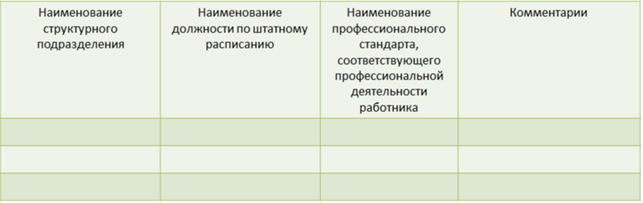 Наименование
структурного
подразделения
Наименование
должности по штатному
расписанию
Наименование
профессионального
стандарта,
соответствующего
профессиональной
деятельности
работника
Комментарии